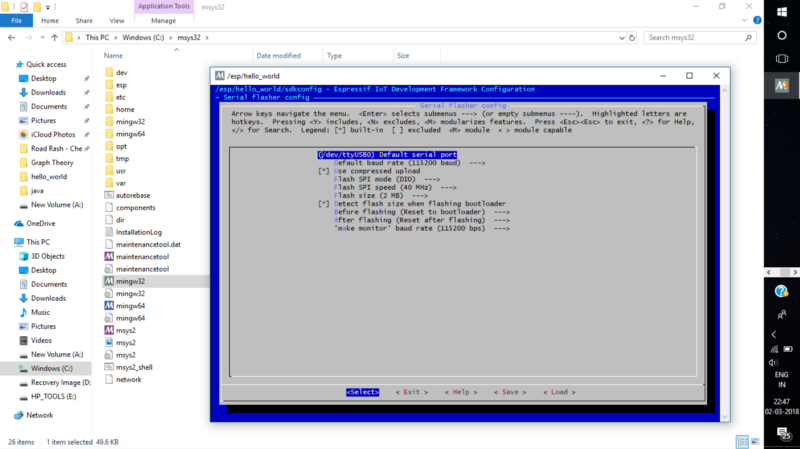 Application Tools
msys32
File
Home
Share
View
Manage
This PC
Windows (C:)
msys32
Search msys32
Name
Date modified
Type
Size
Quick access
Desktop
Downloads
Documents
Pictures
iCloud Photos
Road Rash - Che
Graph Theory
hello_world
java
New Volume (A:)
OneDrive
This PC
3D Objects
Desktop
Documents
Downloads
Music
Pictures
Videos
New Volume (A:)
Windows (C:)
Recovery Image (D:
HP_TOOLS (E:)
Network
dev
esp
etc
home
mingw32
mingw64
opt
tmp
usr
var
autorebase
components
dir
InstallationLog
maintenancetool.dat
maintenancetool
maintenancetool
mingw32
mingw32
mingw64
mingw64
msys2
msys2
msys2
msys2_shell
network
/esp/hello_world
/esp/hello_world/sdkconfig - Espressif IoT Development Framework Configuration
→ Serial flasher config
Serial flasher config
Arrow keys navigate the menu. <Enter> selects submenus ---> (or empty submenus ----). Highlighted letters are
hotkeys. Pressing <Y> includes, <N> excludes, <M> modularizes features. Press <Esc><Esc> to exit, <?> for Help,
</> for Search. Legend: [*] built-in [ ] excluded <M> module < > module capable
(/dev/ttyUSB0) Default serial port
Default baud rate (115200 baud) --->
[*] Use compressed upload
Flash SPI mode (DIO) --->
Flash SPI speed (40 MHz) --->
Flash size (2 MB) --->
[*] Detect flash size when flashing bootloader
Before flashing (Reset to bootloader) --->
After flashing (Reset after flashing) --->
'make monitor' baud rate (115200 bps) --->
<Select> < Exit > < Help > < Save > < Load >
26 items
1 item selected 49.6 KB
ENG
IN
22:47
02-03-2018
25